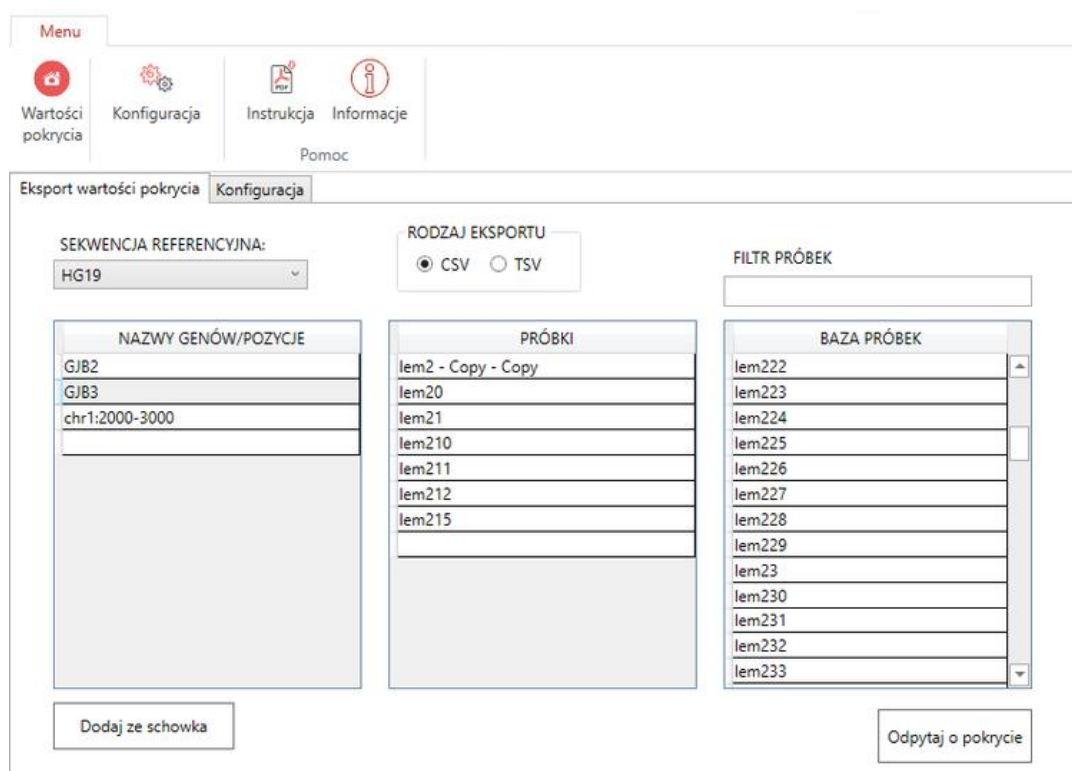 Menu
Wartości
pokrycia
Konfiguracja
PDF
Instrukcja
Informacje
Pomoc
Eksport wartości pokrycia
Konfiguracja
SEKWENCJA REFERENCYJNA:
HG19
RODZAJ EKSPORTU
CSV
TSV
FILTR PRÓBEK
NAZWY GENÓW/POZYCJE
GJB2
GJB3
chr1:2000-3000
PRÓBKI
lem2 - Copy - Copy
lem20
lem21
lem210
lem211
lem212
lem215
BAZA PRÓBEK
lem222
lem223
lem224
lem225
lem226
lem227
lem228
lem229
lem23
lem230
lem231
lem232
lem233
Dodaj ze schowka
Odpytaj o pokrycie